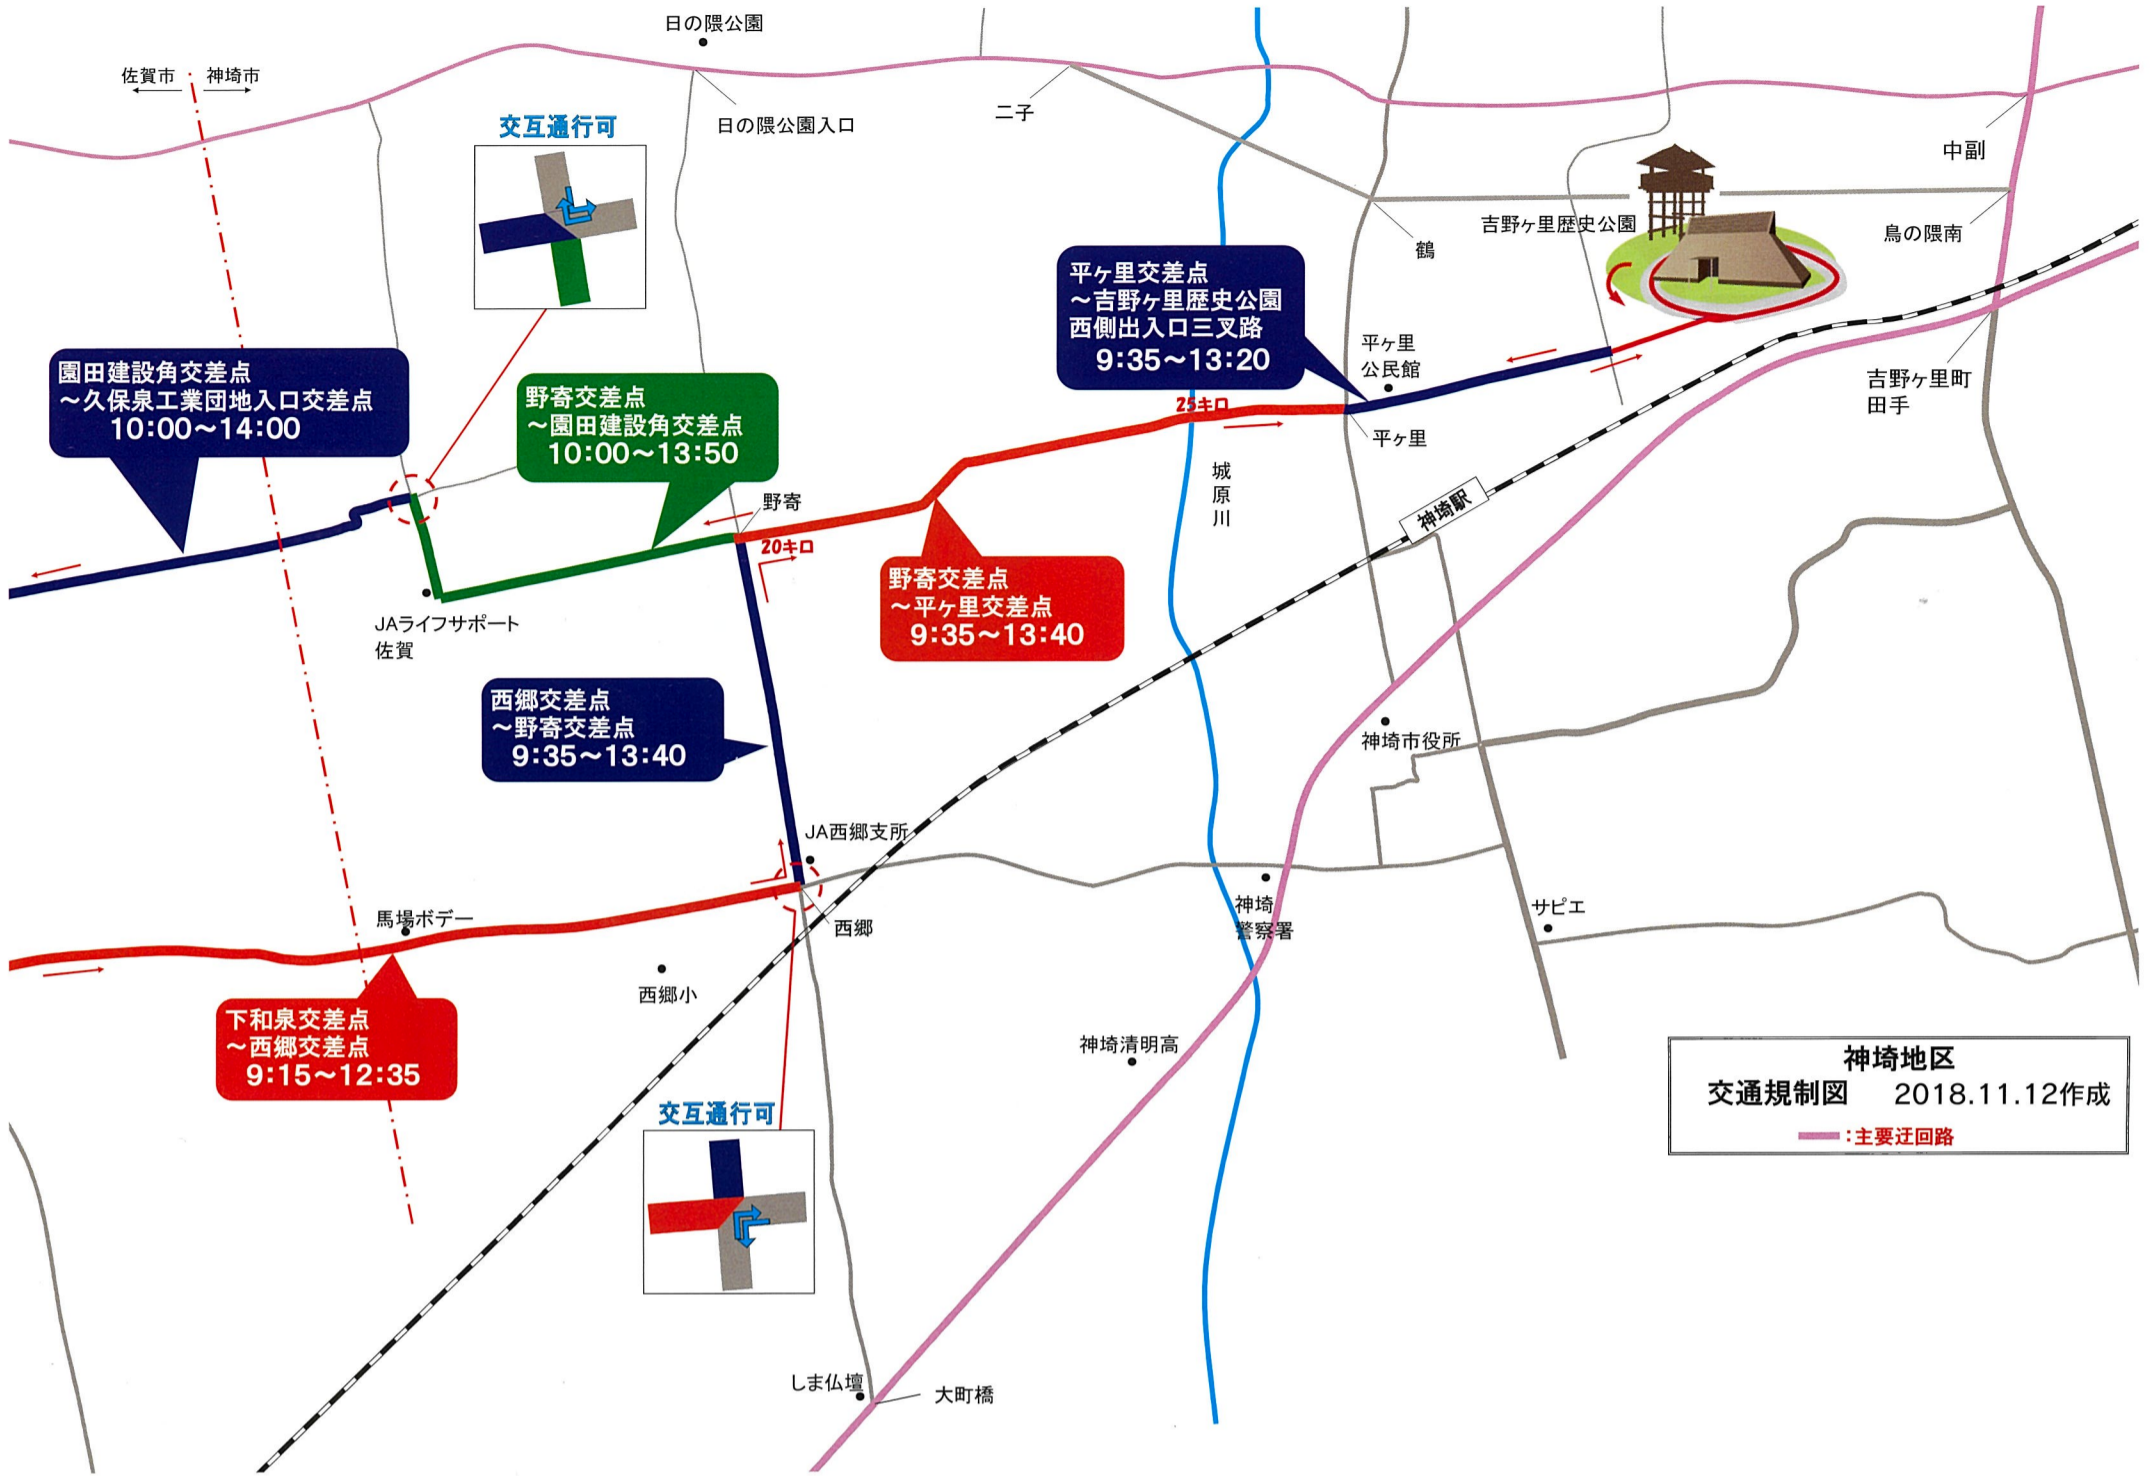 日の隈公園
佐賀市
神埼市
交互通行可
日の隈公園入口
二子
中副
吉野ヶ里歴史公園
鳥の隈南
鶴
平ヶ里交差点
～吉野ヶ里歴史公園
西側出入口三叉路
9:35～13:20
園田建設角交差点
～久保泉工業団地入口交差点
10:00～14:00
野寄交差点
～園田建設角交差点
10:00～13:50
平ヶ里
公民館
吉野ヶ里町
田手
25キロ
平ヶ里
城
原
川
野寄
20キロ
神埼駅
野寄交差点
～平ヶ里交差点
9:35～13:40
JAライフサポート
佐賀
西郷交差点
～野寄交差点
9:35～13:40
神埼市役所
JA西郷支所
馬場ボデー
西郷
神埼
警察署
サピエ
西郷小
下和泉交差点
～西郷交差点
9:15～12:35
神埼清明高
神埼地区
交通規制図 2018.11.12作成
:主要迂回路
交互通行可
しま仏壇
大町橋